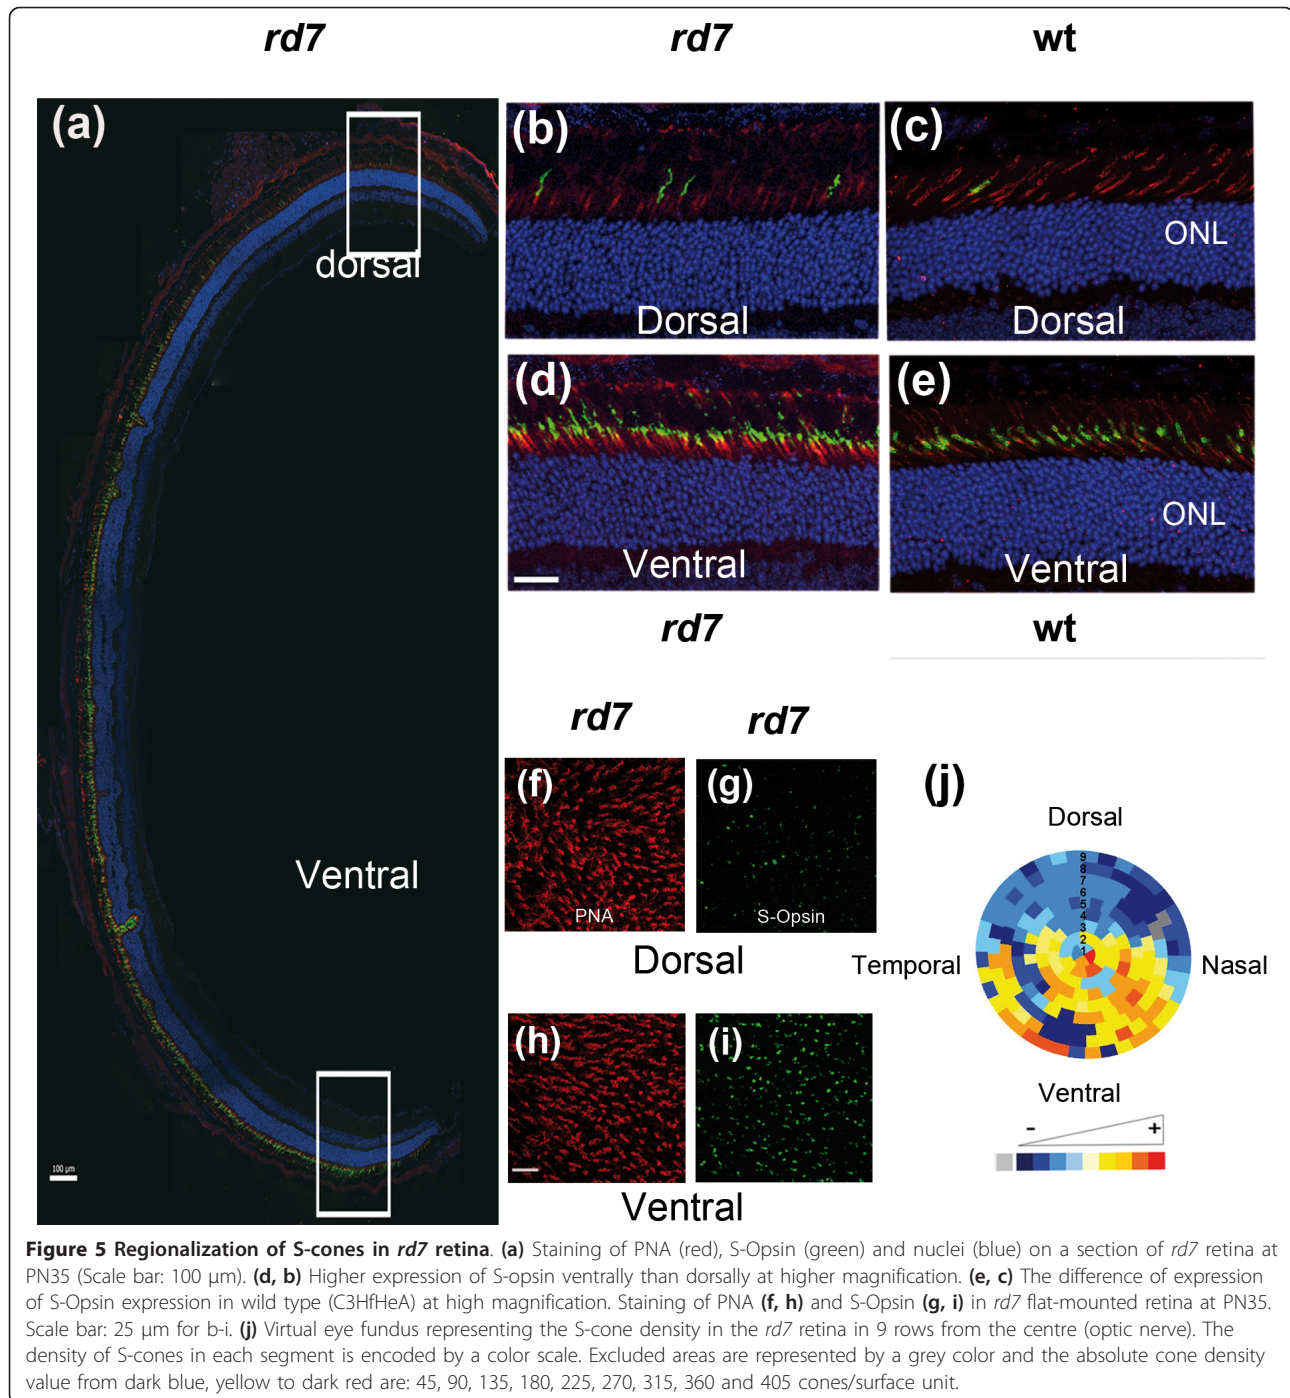 rd7
rd7
wt
(a)
dorsal
Ventral
100 µm
(b)
Dorsal
(c)
ONL
Dorsal
(d)
Ventral
(e)
ONL
Ventral
rd7
wt
rd7
rd7
(f)
PNA
(g)
S-Opsin
Dorsal
(h)
(i)
Ventral
(j)
Dorsal
9
8
7
6
5
4
3
2
1
Temporal
Nasal
Ventral
- +
Figure 5 Regionalization of S-cones in rd7 retina. (a) Staining of PNA (red), S-Opsin (green) and nuclei (blue) on a section of rd7 retina at
PN35 (Scale bar: 100 μm). (d, b) Higher expression of S-opsin ventrally than dorsally at higher magnification. (e, c) The difference of expression
of S-Opsin expression in wild type (C3HfHeA) at high magnification. Staining of PNA (f, h) and S-Opsin (g, i) in rd7 flat-mounted retina at PN35.
Scale bar: 25 μm for b-i. (j) Virtual eye fundus representing the S-cone density in the rd7 retina in 9 rows from the centre (optic nerve). The
density of S-cones in each segment is encoded by a color scale. Excluded areas are represented by a grey color and the absolute cone density
value from dark blue, yellow to dark red are: 45, 90, 135, 180, 225, 270, 315, 360 and 405 cones/surface unit.